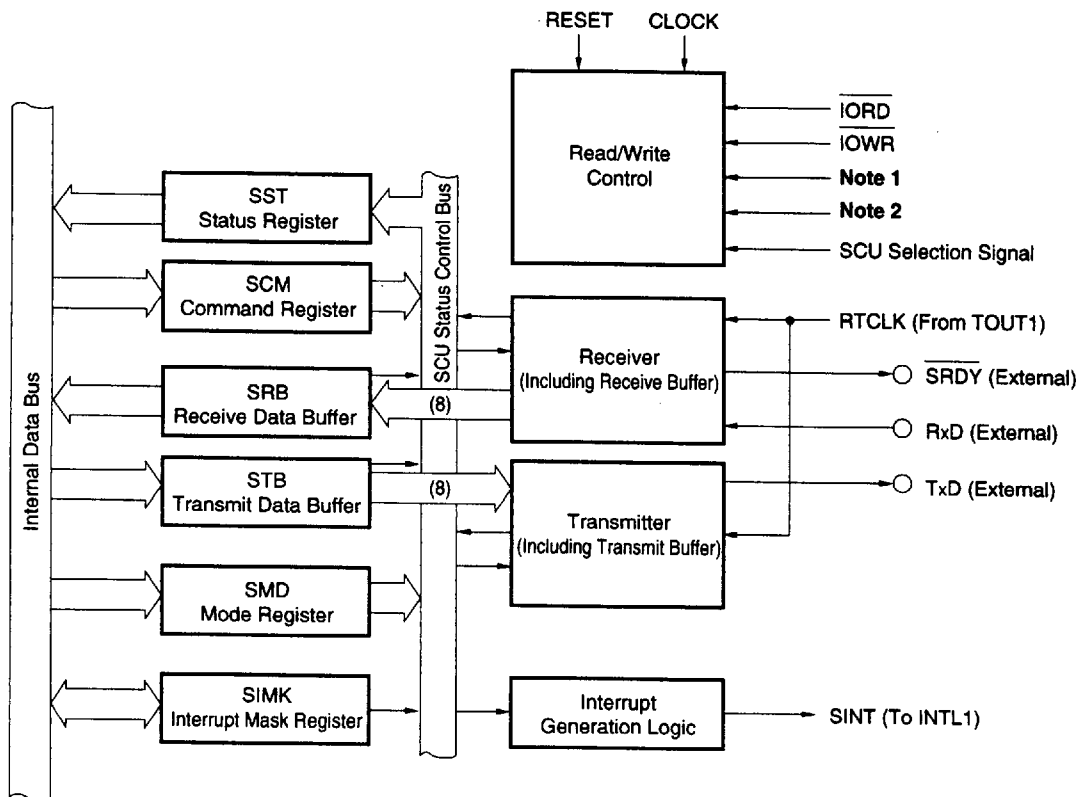 RESET
CLOCK
IORD
IOWR
Read/Write
Control
Note 1
Note 2
SCU Selection Signal
SST
Status Register
SCM
Command Register
SRB
Receive Data Buffer
STB
Transmit Data Buffer
SMD
Mode Register
SIMK
Interrupt Mask Register
Internal Data Bus
SCU Status Control Bus
(8)
(8)
Receiver
(Including Receive Buffer)
Transmitter
(Including Transmit Buffer)
Interrupt
Generation Logic
RTCLK (From TOUT1)
SRDY (External)
RxD (External)
TxD (External)
SINT (To INTL1)